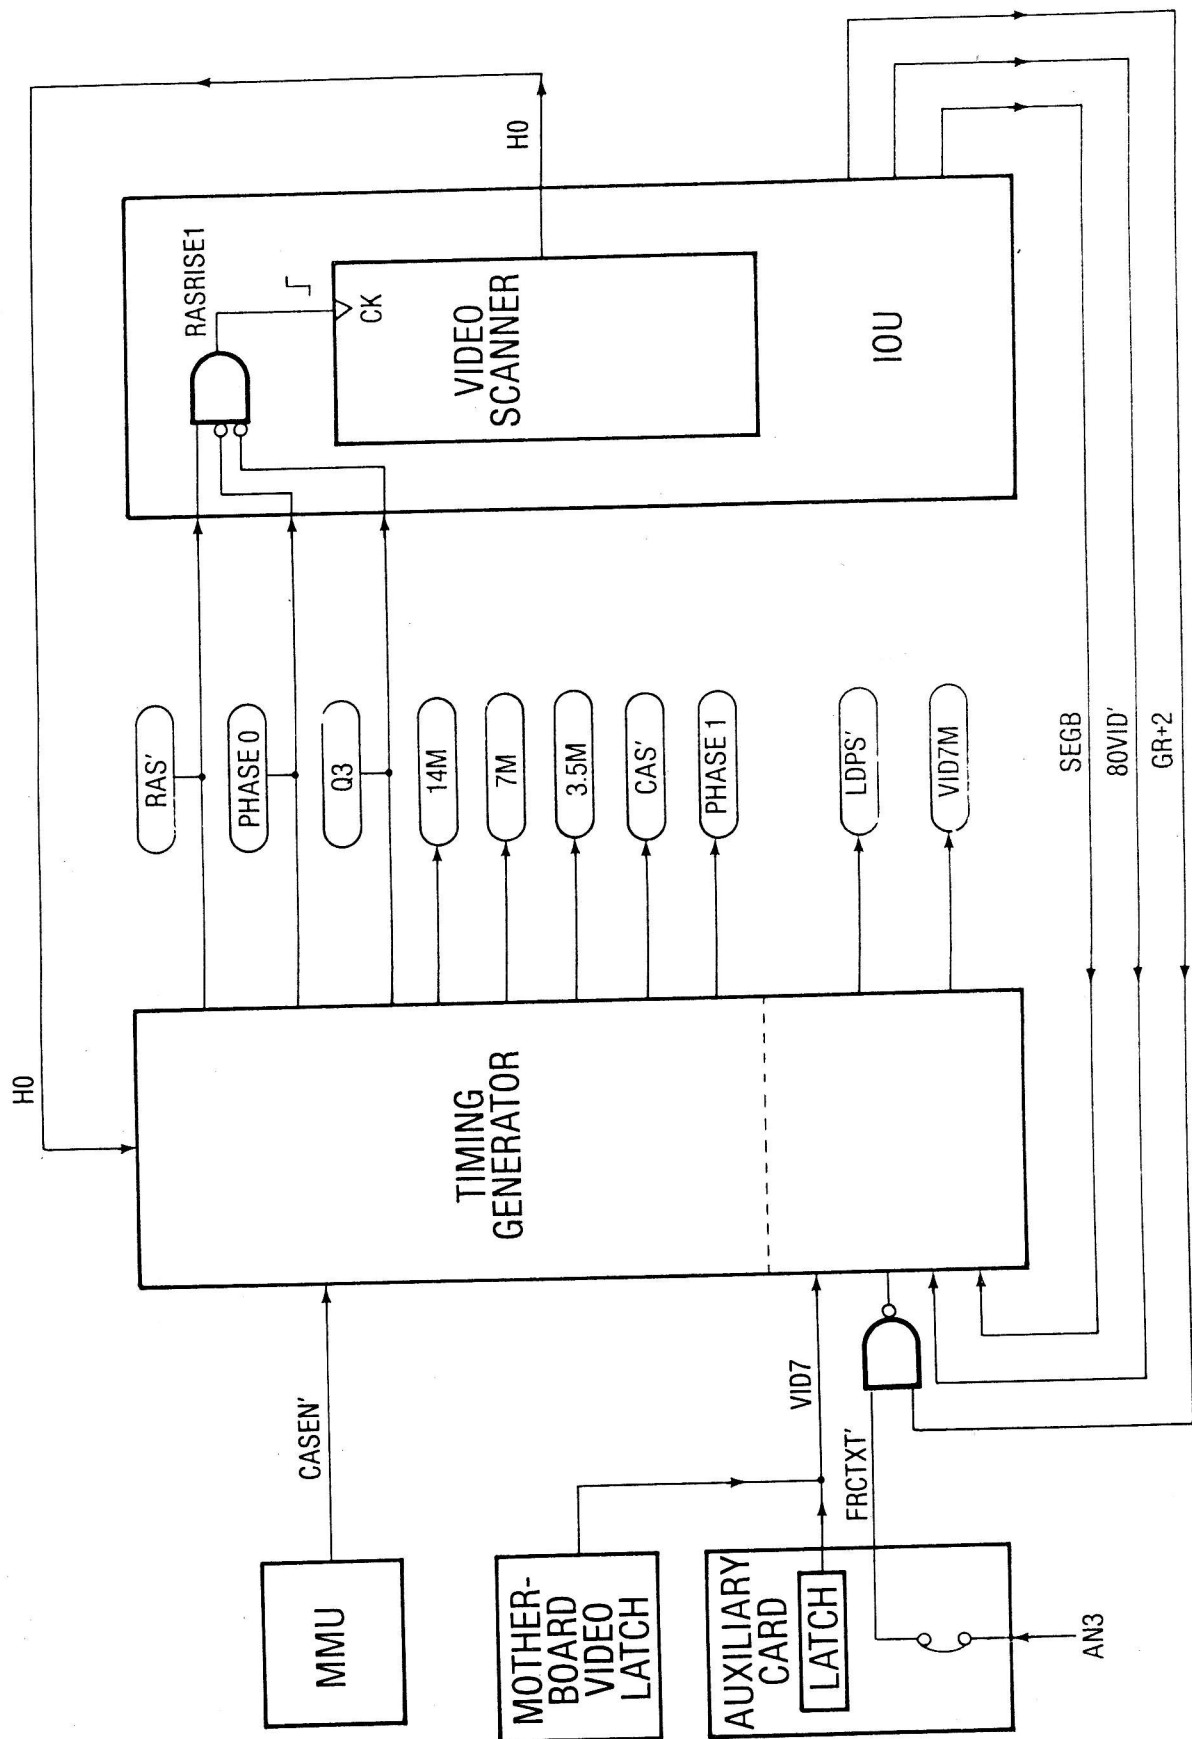 H0
H0
RASRISE1
CK
VIDEO
SCANNER
IOU
RAS'
PHASE 0
Q3
14M
7M
3.5M
CAS'
PHASE 1
LDPS'
VID7M
SEGB
80VID'
GR+2
TIMING
GENERATOR
CASEN'
VID7
FRCTXT'
MMU
MOTHER-
BOARD
VIDEO
LATCH
AUXILIARY
CARD
LATCH
AN3